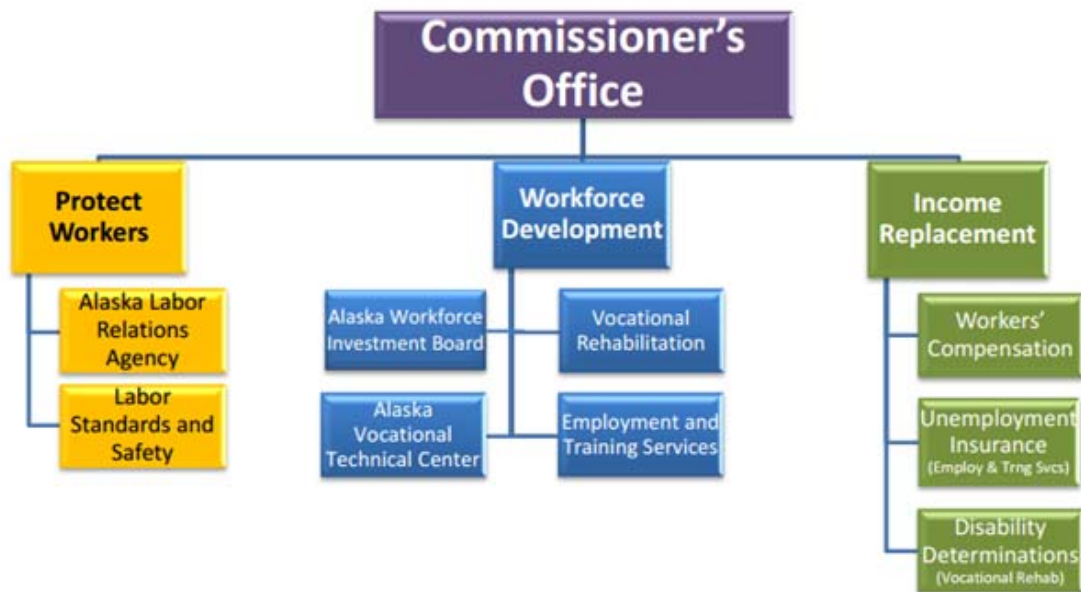 Commissioner's
Office
Protect
Workers
Alaska Labor
Relations
Agency
Labor
Standards and
Safety
Workforce
Development
Alaska Workforce
Investment Board
Vocational
Rehabilitation
Alaska
Vocational
Technical Center
Employment and
Training Services
Income
Replacement
Workers'
Compensation
Unemployment
Insurance
(Employ & Trng Svcs)
Disability
Determinations
(Vocational Rehab)